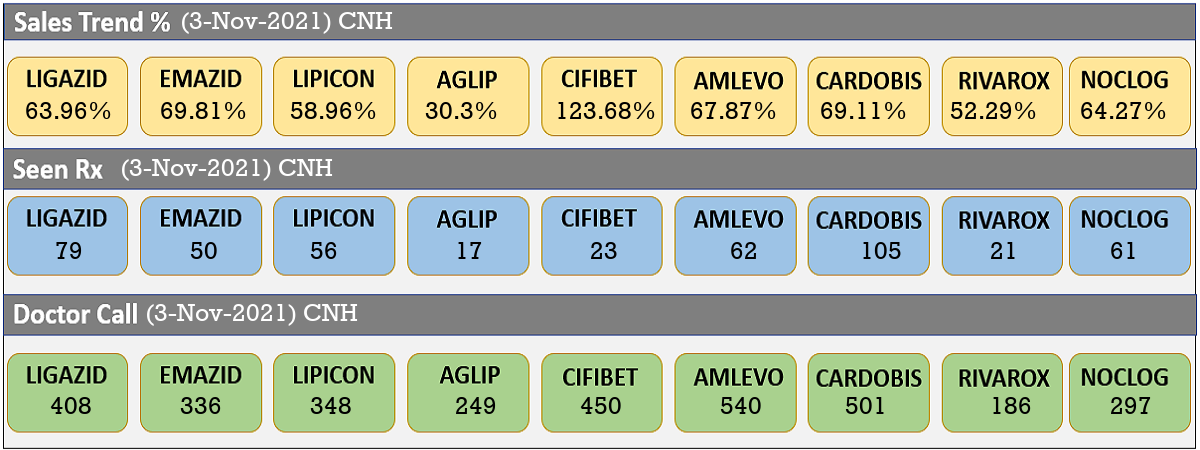 Sales Trend % (3-Nov-2021) CNH
LIGAZID EMAZID LIPICON AGLIP CIFIBET AMLEVO CARDOBIS RIVAROX NOCLOG
63.96% 69.81% 58.96% 30.3% 123.68% 67.87% 69.11% 52.29% 64.27%
Seen Rx (3-Nov-2021) CNH
LIGAZID EMAZID LIPICON AGLIP CIFIBET AMLEVO CARDOBIS RIVAROX NOCLOG
79 50 56 17 23 62 105 21 61
Doctor Call (3-Nov-2021) CNH
LIGAZID EMAZID LIPICON AGLIP CIFIBET AMLEVO CARDOBIS RIVAROX NOCLOG
408 336 348 249 450 540 501 186 297